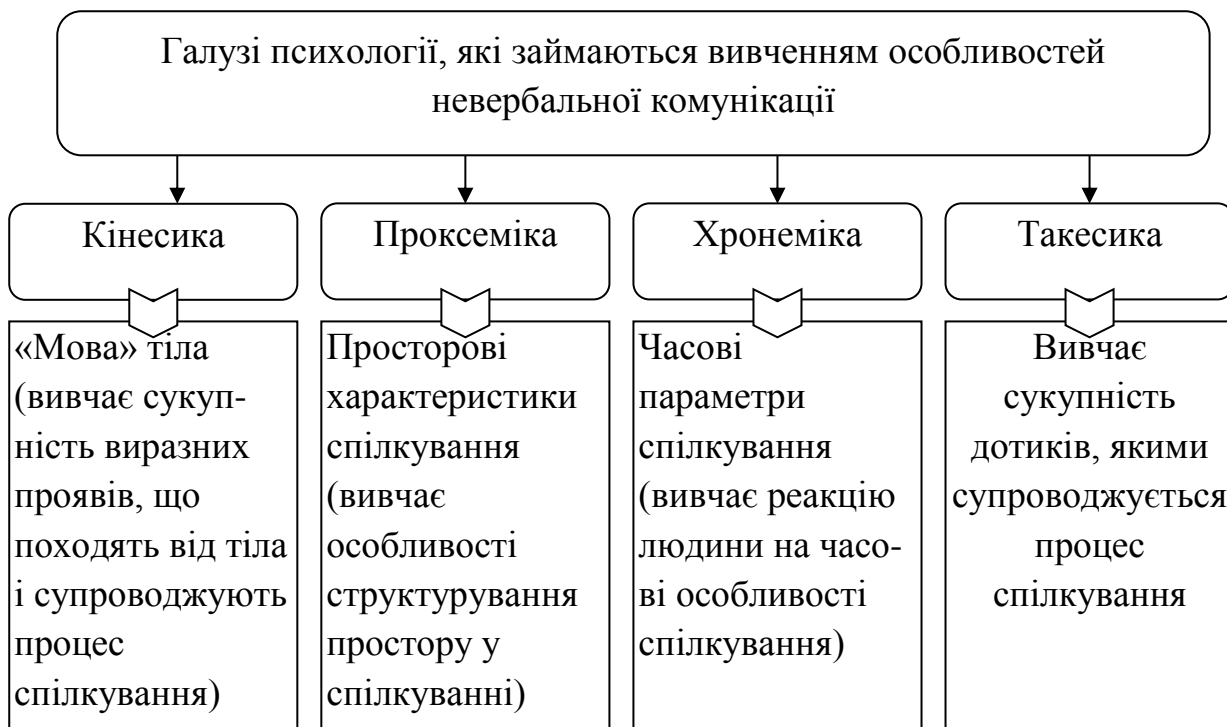 Галузі психології, які займаються вивченням особливостей
невербальної комунікації
Кінесика
Проксеміка
Хронеміка
Такесика
«Мова» тіла
(вивчає сукуп-
ність виразних
проявів, що
походять від тіла
і супроводжують
процес
спілкування)
Просторові
характеристики
спілкування
(вивчає
особливості
структурування
простору у
спілкуванні)
Часові
параметри
спілкування
(вивчає реакцію
людини на часо-
ві особливості
спілкування)
Вивчає
сукупність
дотиків, якими
супроводжується
процес
спілкування